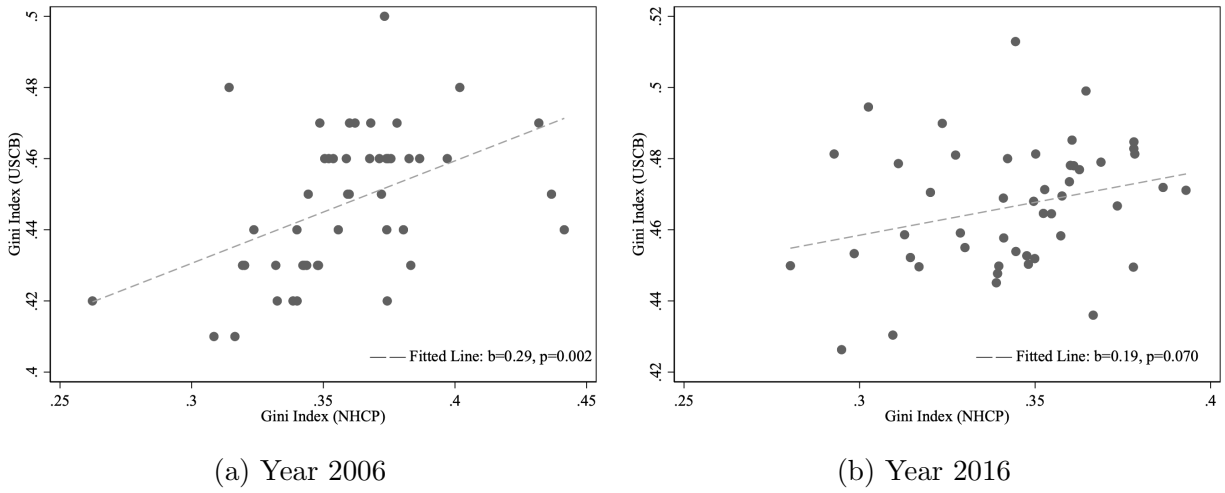 .5
.48
.46
.44
.42
.4
Gini Index (USCB)
Fitted Line: b=0.29, p=0.002
.25 .3 .35 .4 .45
Gini Index (NHCP)
(a) Year 2006
.52
.5
.48
.46
.44
.42
Gini Index (USCB)
Fitted Line: b=0.19, p=0.070
.25 .3 .35 .4
Gini Index (NHCP)
(b) Year 2016